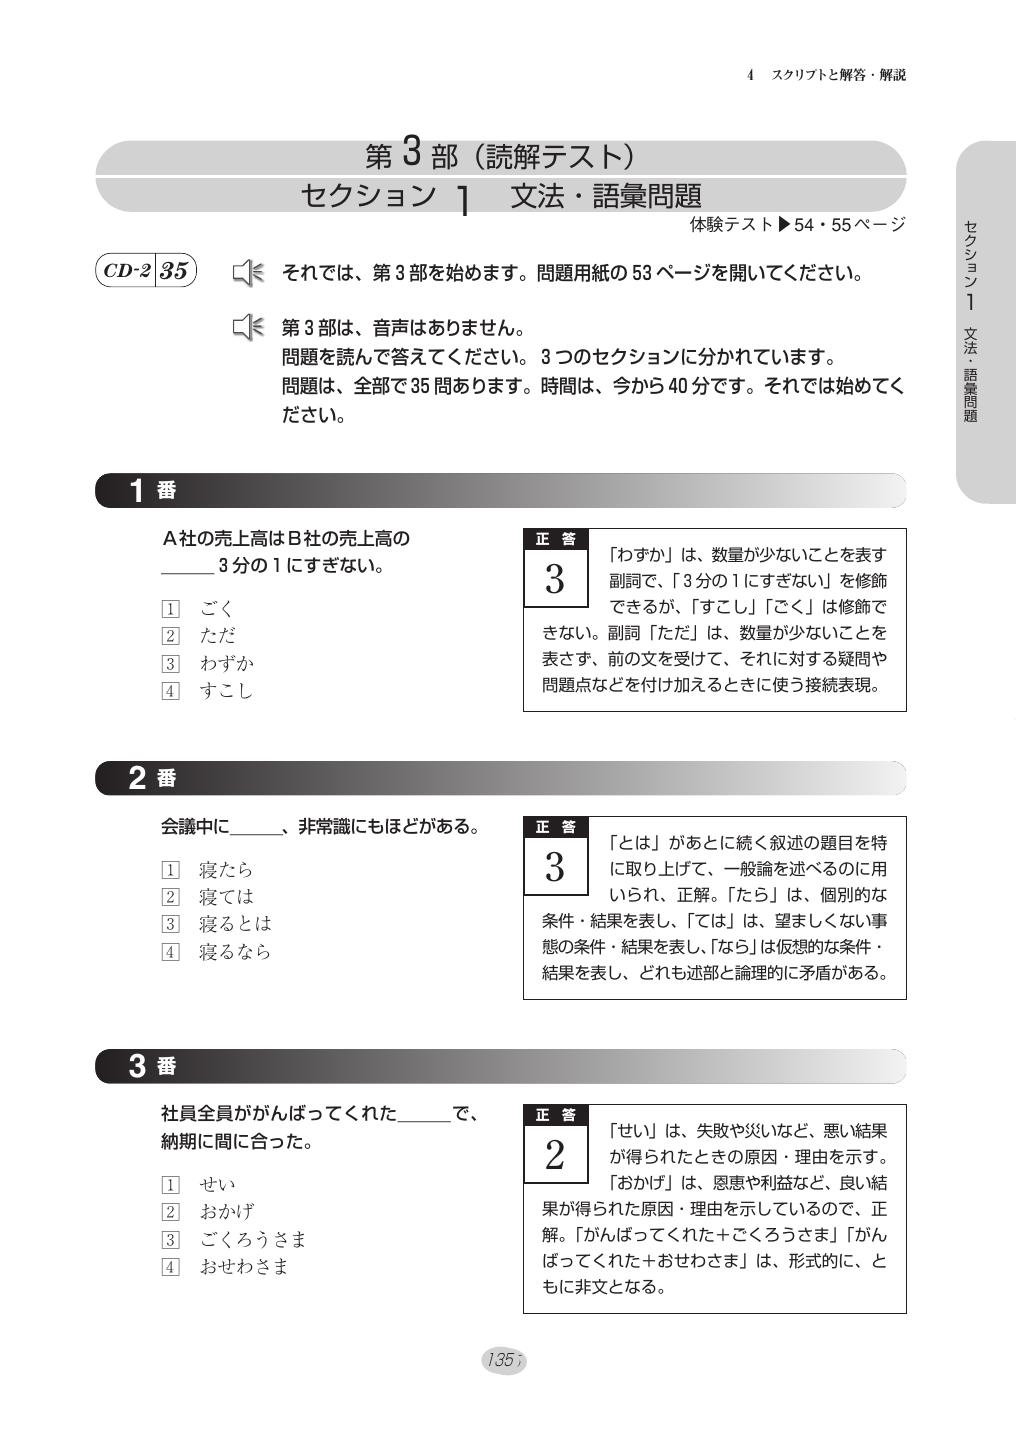 4 スクリプトと解答・解説
第 3 部（読解テスト）
セクション 1 文法・語彙問題
体験テスト▶54・55ページ
セクション 1 文法・語彙問題
CD-2 35
それでは、第３部を始めます。問題用紙の 53 ページを開いてください。
第３部は、音声はありません。
問題を読んで答えてください。３つのセクションに分かれています。
問題は、全部で 35 問あります。時間は、今から 40 分です。それでは始めてく
ださい。
1 番
Ａ社の売上高はＢ社の売上高の
______３分の１にすぎない。
1 ごく
2 ただ
3 わずか
4 すこし
正 答
3
「わずか」は、数量が少ないことを表す
副詞で、「３分の１にすぎない」を修飾
できるが、「すこし」「ごく」は修飾で
きない。副詞「ただ」は、数量が少ないことを
表さず、前の文を受けて、それに対する疑問や
問題点などを付け加えるときに使う接続表現。
2 番
会議中に______、非常識にもほどがある。
1 寝たら
2 寝ては
3 寝るとは
4 寝るなら
正 答
3
「とは」があとに続く叙述の題目を特
に取り上げて、一般論を述べるのに用
いられ、正解。「たら」は、個別的な
条件・結果を表し、「ては」は、望ましくない事
態の条件・結果を表し、「なら」は仮想的な条件・
結果を表し、どれも述部と論理的に矛盾がある。
3 番
社員全員ががんばってくれた______で、
納期に間に合った。
1 せい
2 おかげ
3 ごくろうさま
4 おせわさま
正 答
2
「せい」は、失敗や災いなど、悪い結果
が得られたときの原因・理由を示す。
「おかげ」は、恩恵や利益など、良い結
果が得られた原因・理由を示しているので、正
解。「がんばってくれた＋ごくろうさま」「がん
ばってくれた＋おせわさま」は、形式的に、と
もに非文となる。
135